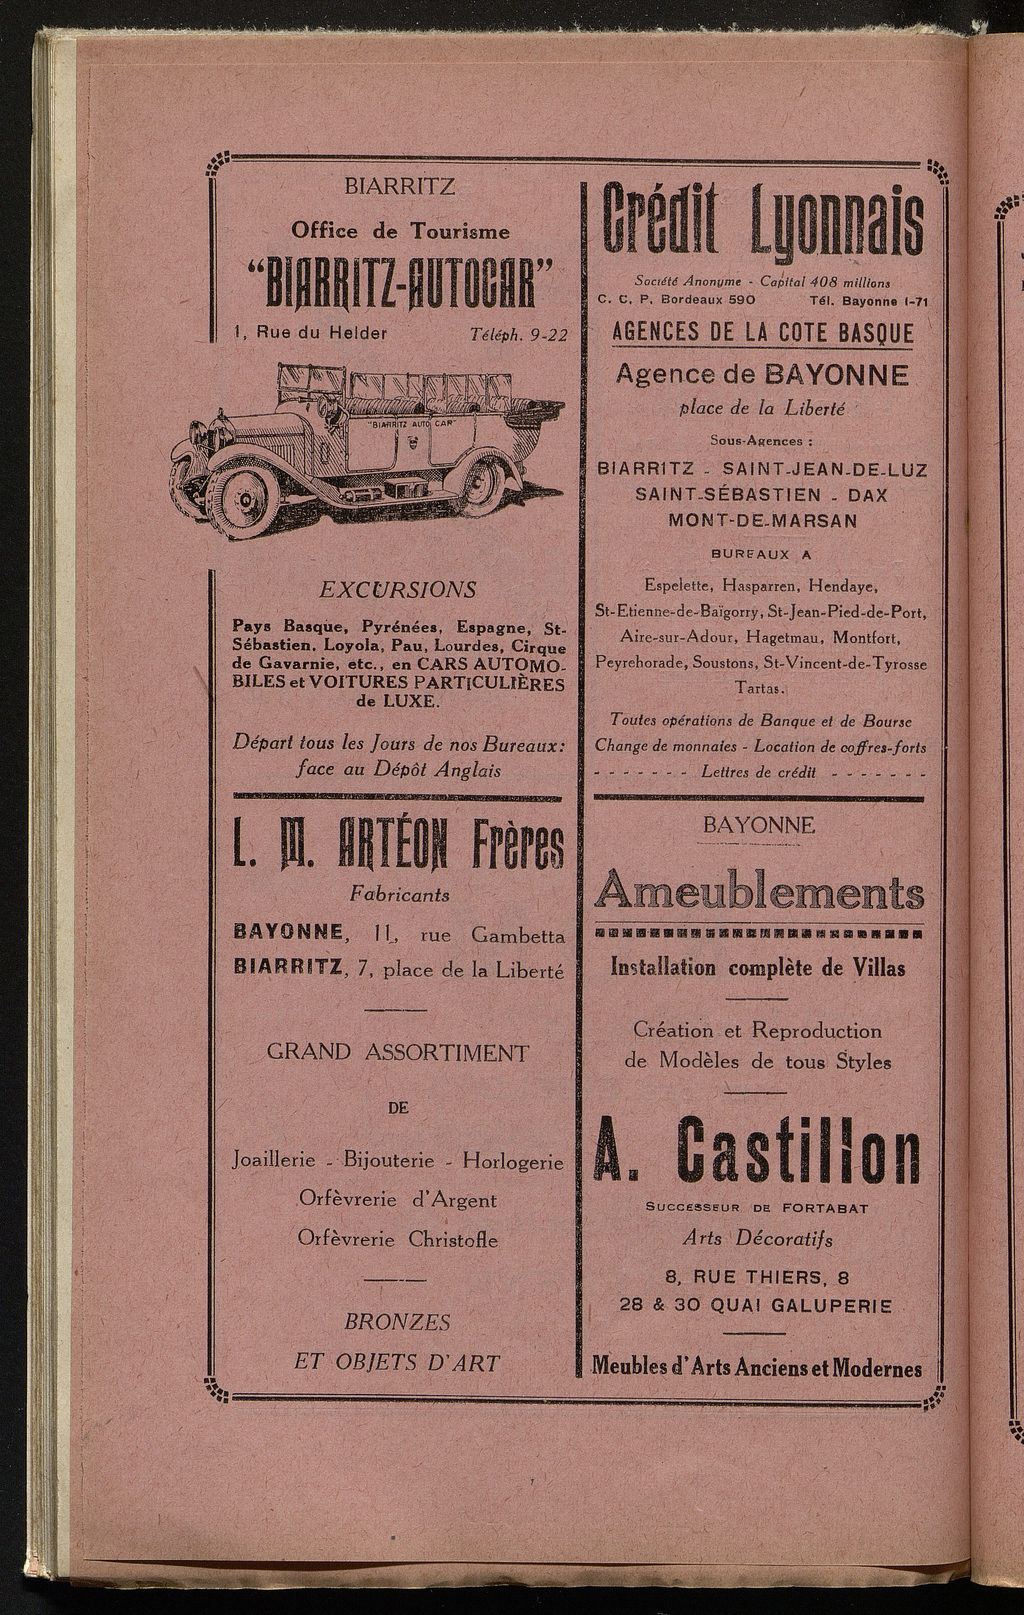 BIARRITZ
Office de Tourisme
“BIARRITZ-AUTOCAR”
1, Rue du Helder Téléph. 9-22
"BIARRITZ AUTO CAR"
EXCURSIONS
Pays Basque, Pyrénées, Espagne, St-
Sébastien, Loyola, Pau, Lourdes, Cirque
de Gavarnie, etc., en CARS AUTOMO-
BILES et VOITURES PARTICULIÈRES
de LUXE.
Départ tous les Jours de nos Bureaux:
face au Dépôt Anglais
L. M. ARTÉON Frères
Fabricants
BAYONNE, 11, rue Gambetta
BIARRITZ, 7, place de la Liberté
GRAND ASSORTIMENT
DE
Joaillerie - Bijouterie - Horlogerie
Orfèvrerie d'Argent
Orfèvrerie Christofle
BRONZES
ET OBJETS D'ART
Crédit Lyonnais
Société Anonyme - Capital 408 millions
C. C. P. Bordeaux 590 Tél. Bayonne 1-71
AGENCES DE LA COTE BASQUE
Agence de BAYONNE
place de la Liberté
Sous-Agences :
BIARRITZ - SAINT-JEAN-DE-LUZ
SAINT-SÉBASTIEN - DAX
MONT-DE-MARSAN
BUREAUX A
Espelette, Hasparren, Hendaye,
St-Etienne-de-Baïgorry, St-Jean-Pied-de-Port,
Aire-sur-Adour, Hagetmau, Montfort,
Peyrehorade, Soustons, St-Vincent-de-Tyrosse
Tartas.
Toutes opérations de Banque et de Bourse
Change de monnaies - Location de coffres-forts
- - - - - - - Lettres de crédit - - - - - - -
BAYONNE
Ameublements
Installation complète de Villas
Création et Reproduction
de Modèles de tous Styles
A. Castillon
SUCCESSEUR DE FORTABAT
Arts Décoratifs
8, RUE THIERS, 8
28 & 30 QUAI GALUPERIE
Meubles d'Arts Anciens et Modernes